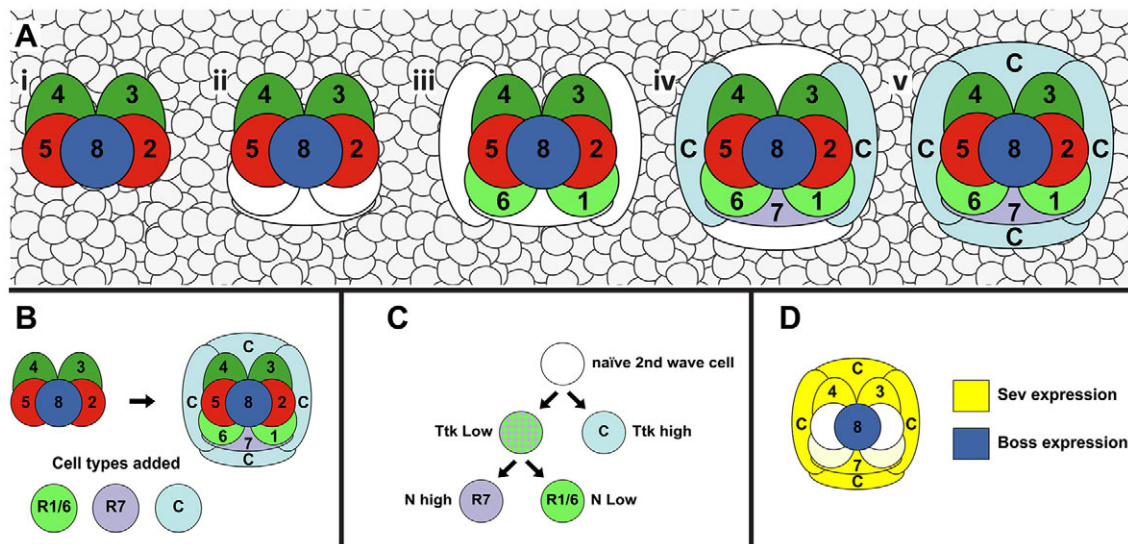 A
i
4 3
5 8 2
ii
4 3
5 8 2
iii
4 3
5 8 2
6 1
iv
4 3
C 5 8 2 C
6 7 1
v
C
4 3
C 5 8 2 C
6 7 1
C
B
4 3
5 8 2
C
4 3
C 5 8 2 C
6 7 1
C
Cell types added
R1/6 R7 C
C
naïve 2nd wave cell
Ttk Low C Ttk high
N high R7 R1/6 N Low
D
C
4 3
C 8 C
7
C
Sev expression
Boss expression